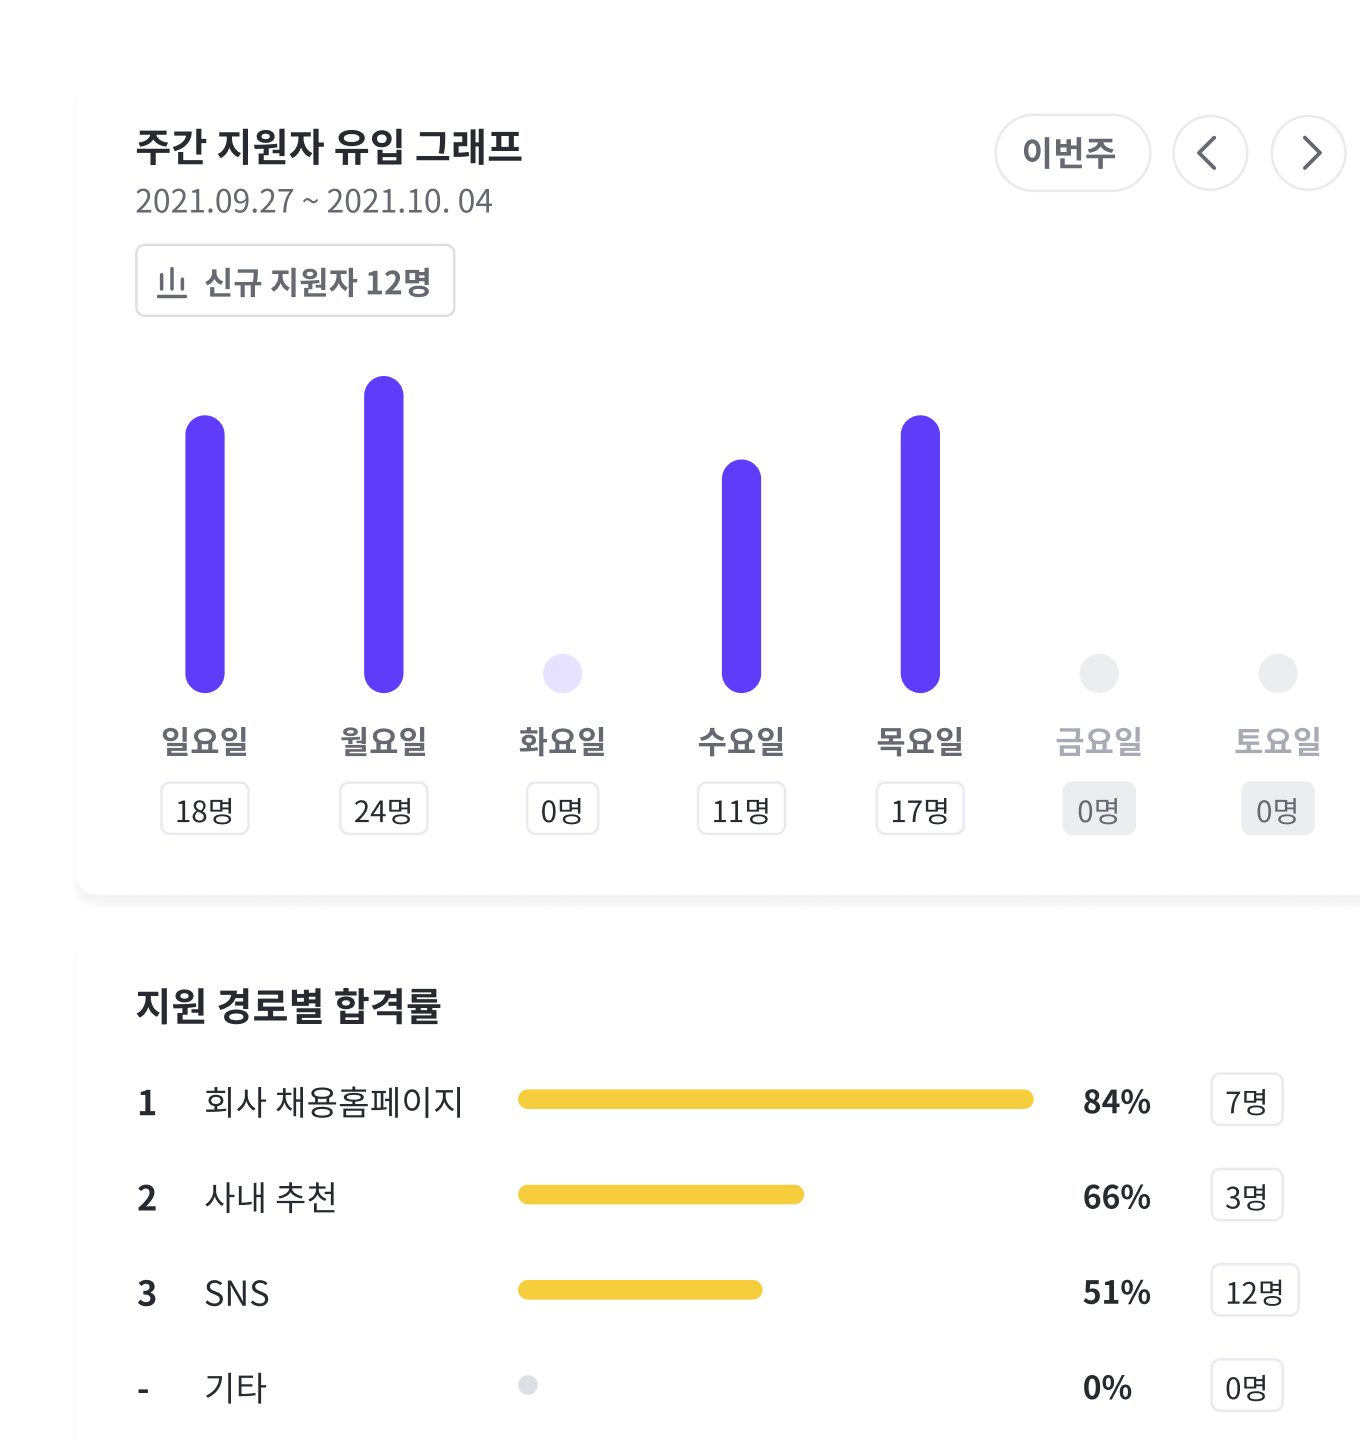 주간 지원자 유입 그래프
이번주
2021.09.27 ~ 2021.10. 04
신규 지원자 12명
일요일 월요일 화요일 수요일 목요일 금요일 토요일
18명 24명 0명 11명 17명 0명 0명
지원 경로별 합격률
1 회사 채용홈페이지 84% 7명
2 사내 추천 66% 3명
3 SNS 51% 12명
- 기타 0% 0명